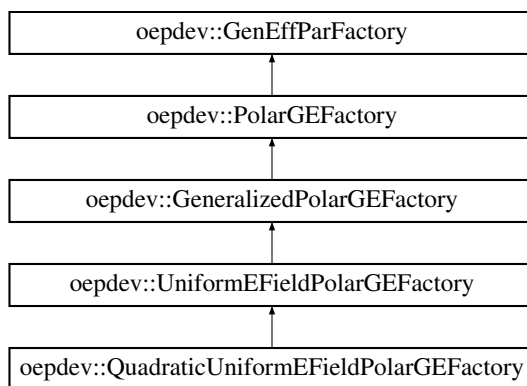 oepdev::GenEffParFactory
oepdev::PolarGEFactory
oepdev::GeneralizedPolarGEFactory
oepdev::UniformEFieldPolarGEFactory
oepdev::QuadraticUniformEFieldPolarGEFactory